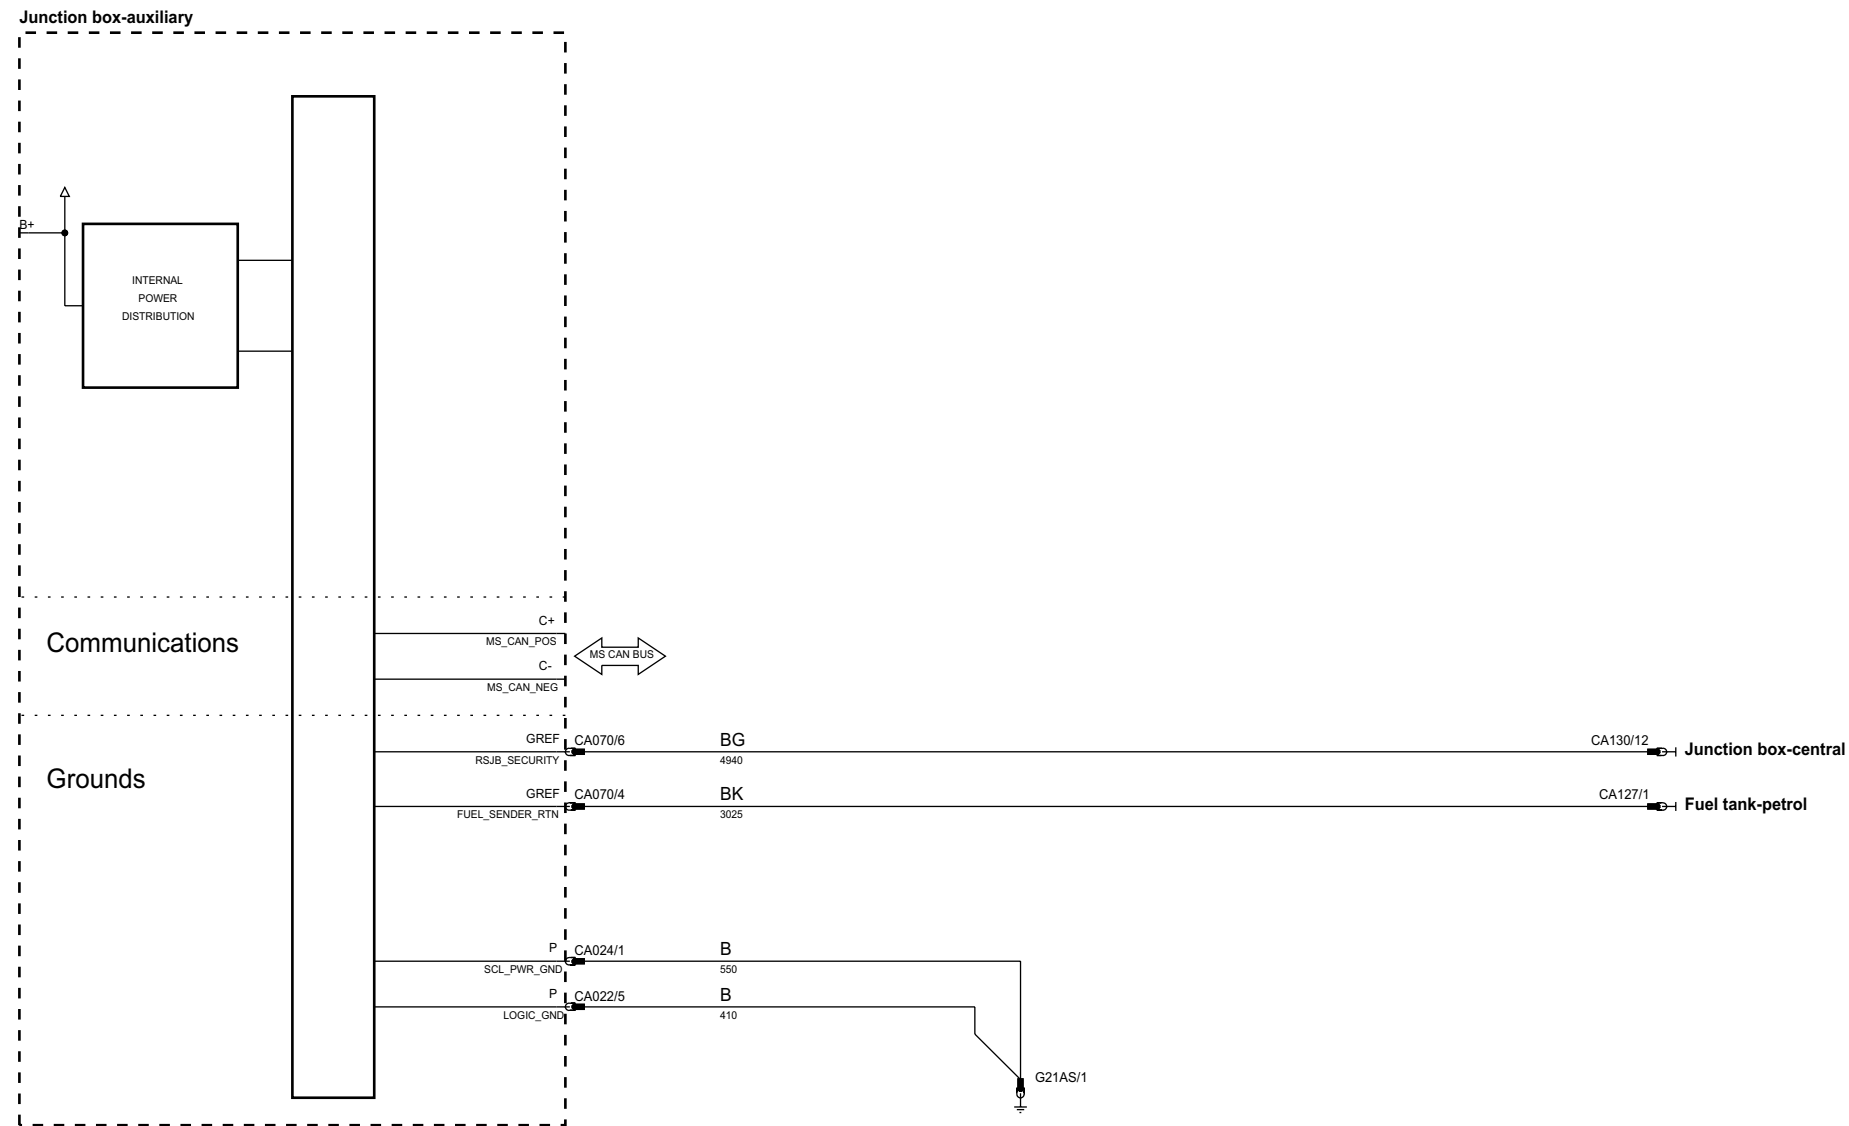 Junction box-auxiliary
B+
INTERNAL
POWER
DISTRIBUTION
Communications
C+
MS_CAN_POS
C-
MS_CAN_NEG
MS CAN BUS
Grounds
GREF CA070/6 BG CA130/12 Junction box-central
RSJB_SECURITY 4940
GREF CA070/4 BK CA127/1 Fuel tank-petrol
FUEL_SENDER_RTN 3025
P CA024/1 B
SCL_PWR_GND 550
P CA022/5 B
LOGIC_GND 410
G21AS/1